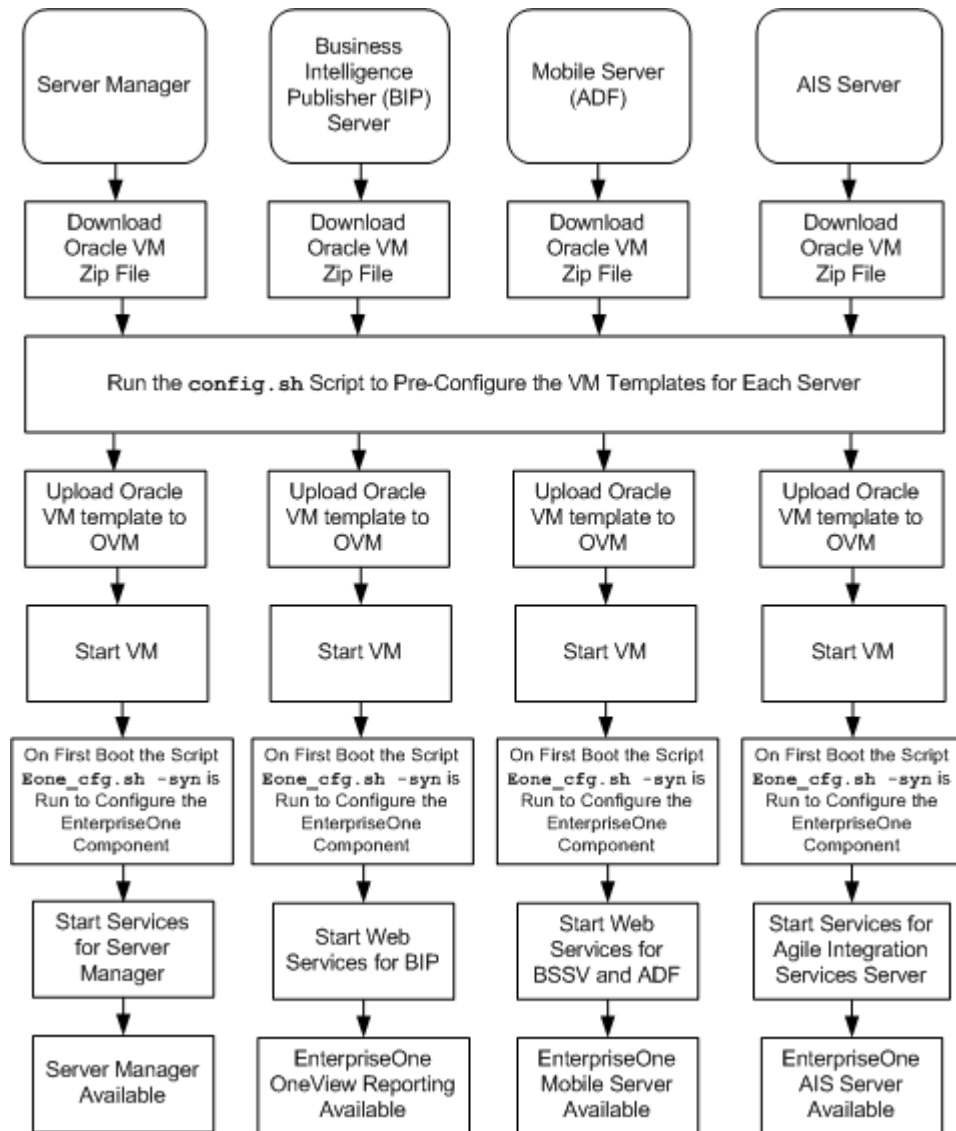 Server Manager
Business
Intelligence
Publisher (BIP)
Server
Mobile Server
(ADF)
AIS Server
Download
Oracle VM
Zip File
Download
Oracle VM
Zip File
Download
Oracle VM
Zip File
Download
Oracle VM
Zip File
Run the config.sh Script to Pre-Configure the VM Templates for Each Server
Upload Oracle
VM template to
OVM
Upload Oracle
VM template to
OVM
Upload Oracle
VM template to
OVM
Upload Oracle
VM template to
OVM
Start VM
Start VM
Start VM
Start VM
On First Boot the Script
Eone_cfg.sh -syn is
Run to Configure the
EnterpriseOne
Component
On First Boot the Script
Eone_cfg.sh -syn is
Run to Configure the
EnterpriseOne
Component
On First Boot the Script
Eone_cfg.sh -syn is
Run to Configure the
EnterpriseOne
Component
On First Boot the Script
Eone_cfg.sh -syn is
Run to Configure the
EnterpriseOne
Component
Start Services
for Server
Manager
Start Web
Services for BIP
Start Web
Services for
BSSV and ADF
Start Services for
Agile Integration
Services Server
Server Manager
Available
EnterpriseOne
OneView Reporting
Available
EnterpriseOne
Mobile Server
Available
EnterpriseOne
AIS Server
Available